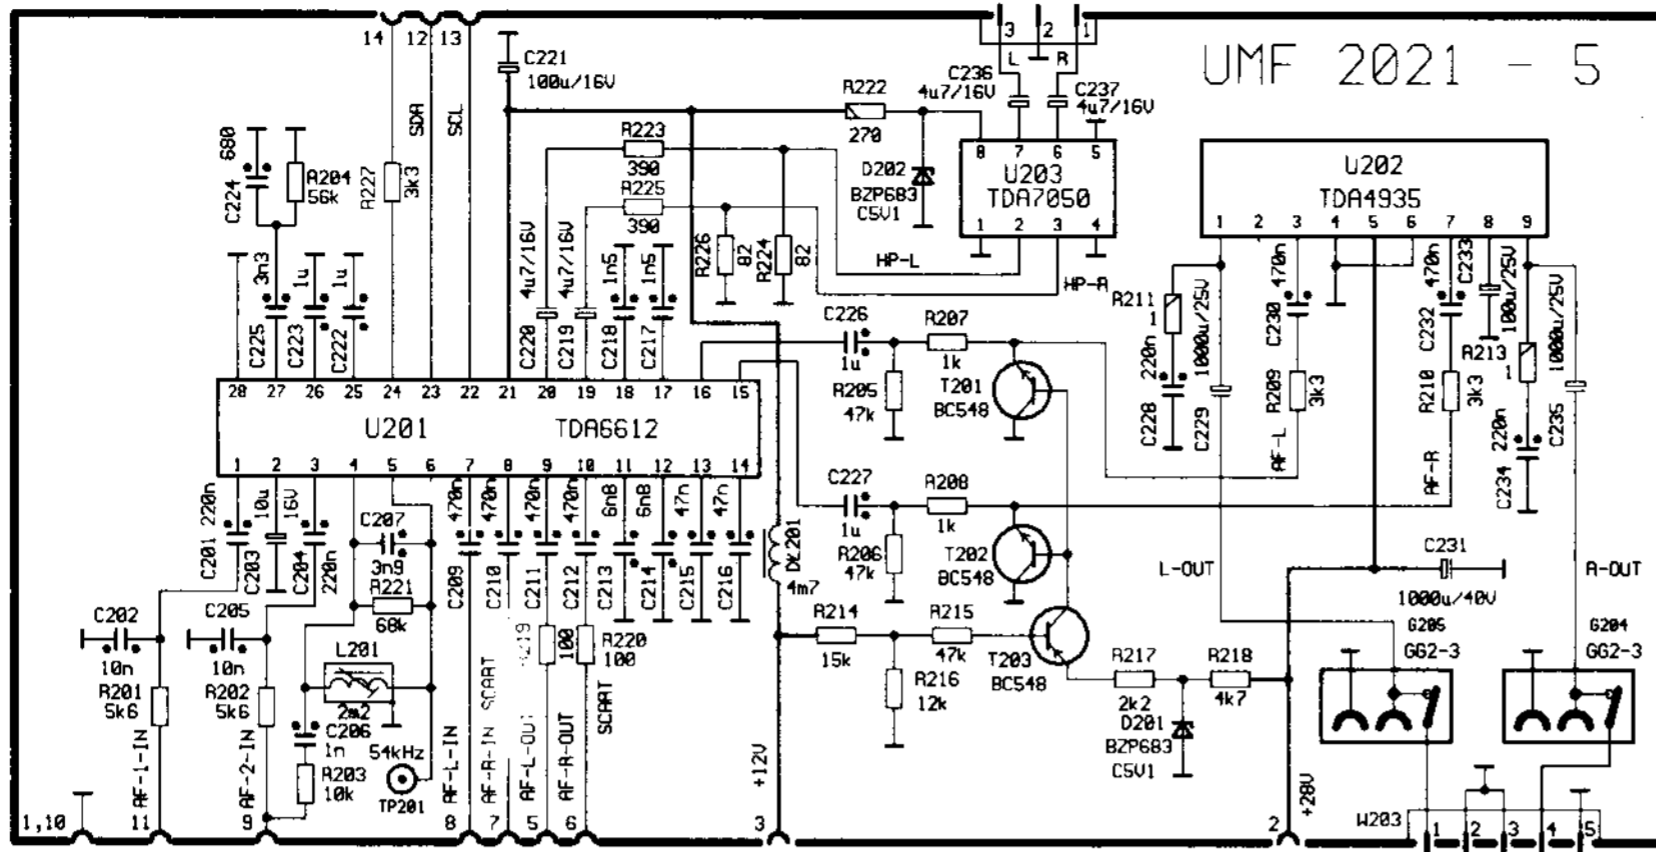 14
12
13
SDA
SCL
C221
100u/16V
3
2
1
L
R
UMF 2021 - 5
C236
4u7/16V
C237
4u7/16V
R222
270
D202
BZP683
C5V1
8
7
6
5
U203
TDA7050
1
2
3
4
U202
TDA4935
1
2
3
4
5
6
7
8
9
680
C224
R204
56k
R227
3k3
R223
390
R225
390
R226
82
R224
82
HP-L
HP-R
3n3
C225
1u
C223
1u
C222
4u7/16V
C220
4u7/16V
C219
1n5
C218
1n5
C217
C226
1u
R207
1k
R205
47k
T201
BC548
R211
1
220n
C228
1000u/25V
C229
470n
C230
R209
3k3
AF-L
470n
C232
C233
100u/25V
R210
3k3
AF-R
R213
1
220n
C234
1000u/25V
C235
28
27
26
25
24
23
22
21
20
19
18
17
16
15
U201
TDA6612
1
2
3
4
5
6
7
8
9
10
11
12
13
14
C227
1u
R208
1k
R206
47k
T202
BC548
C201 220n
10u
16V
C203
C204
220n
C207
3n9
R221
68k
470n
C209
470n
C210
470n
C211
470n
C212
6n8
C213
6n8
C214
47n
C215
47n
C216
DL201
4m7
L-OUT
R-OUT
C231
1000u/40V
G205
GG2-3
G204
GG2-3
C202
10n
C205
10n
R201
5k6
R202
5k6
L201
2m2
C206
1n
R203
10k
54kHz
TP201
R219
100
R220
100
SCART
SCART
R214
15k
R215
47k
R216
12k
T203
BC548
R217
2k2
R218
4k7
D201
BZP683
C5V1
AF-1-IN
AF-2-IN
AF-L-IN
AF-R-IN
AF-L-OUT
AF-R-OUT
+12V
+28V
W203
1,10
11
9
8
7
5
6
3
2
1
2
3
4
5